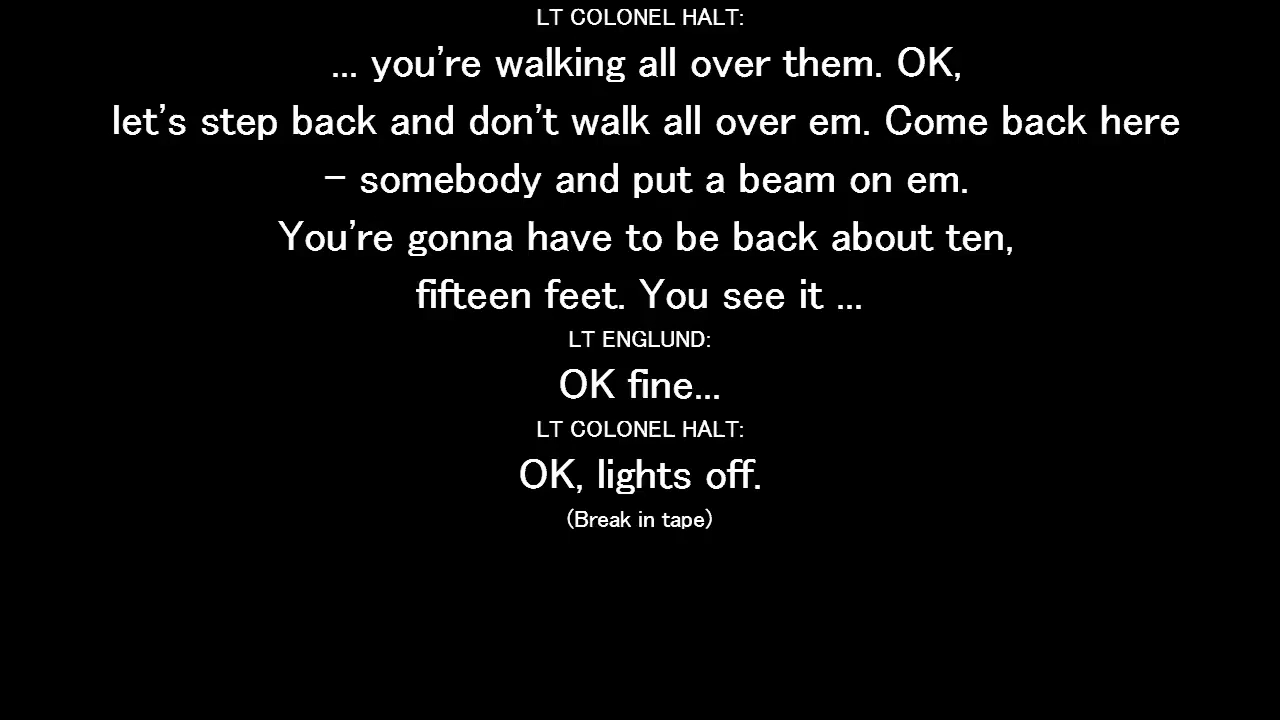 LT COLONEL HALT:
... you're walking all over them. OK,
let's step back and don't walk all over em. Come back here
– somebody and put a beam on em.
You're gonna have to be back about ten,
fifteen feet. You see it ...
LT ENGLUND:
OK fine...
LT COLONEL HALT:
OK, lights off.
(Break in tape)